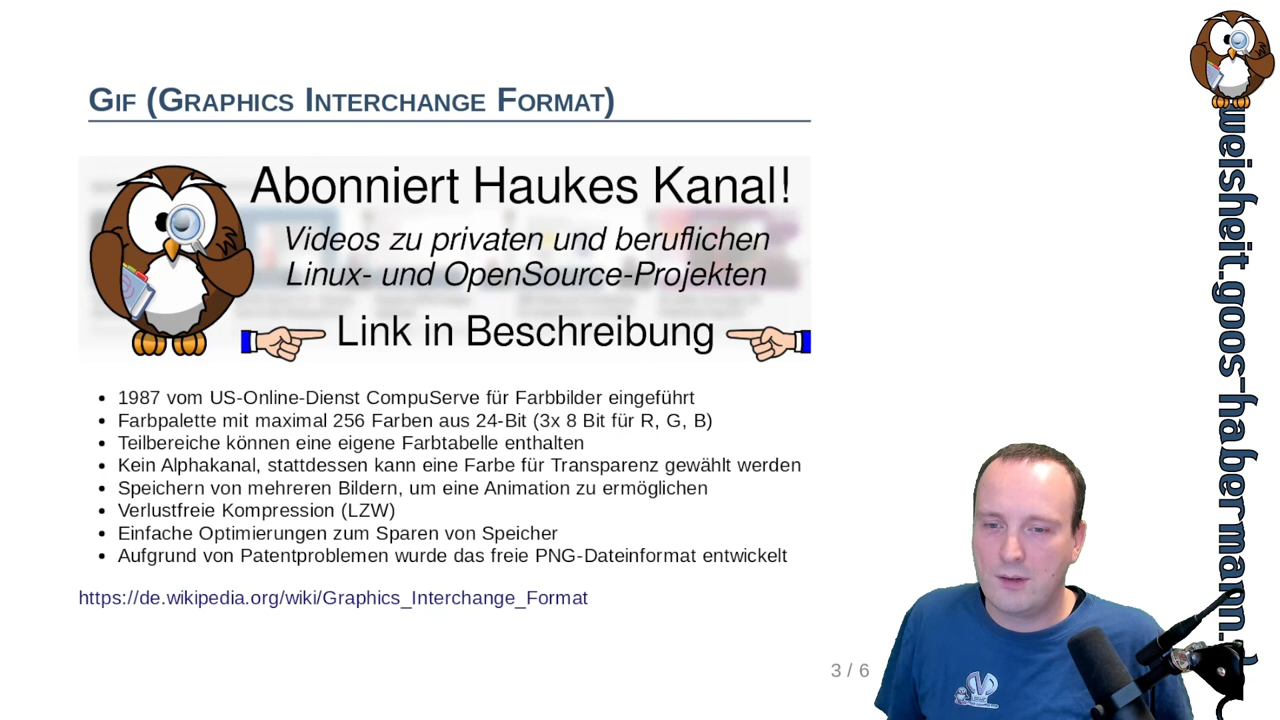 GIF (GRAPHICS INTERCHANGE FORMAT)
Abonniert Haukes Kanal!
Videos zu privaten und beruflichen
Linux- und OpenSource-Projekten
Link in Beschreibung
1987 vom US-Online-Dienst CompuServe für Farbbilder eingeführt
Farbpalette mit maximal 256 Farben aus 24-Bit (3x 8 Bit für R, G, B)
Teilbereiche können eine eigene Farbtabelle enthalten
Kein Alphakanal, stattdessen kann eine Farbe für Transparenz gewählt werden
Speichern von mehreren Bildern, um eine Animation zu ermöglichen
Verlustfreie Kompression (LZW)
Einfache Optimierungen zum Sparen von Speicher
Aufgrund von Patentproblemen wurde das freie PNG-Dateinformat entwickelt
https://de.wikipedia.org/wiki/Graphics_Interchange_Format
3 / 6
weisheit.goos-habermann.